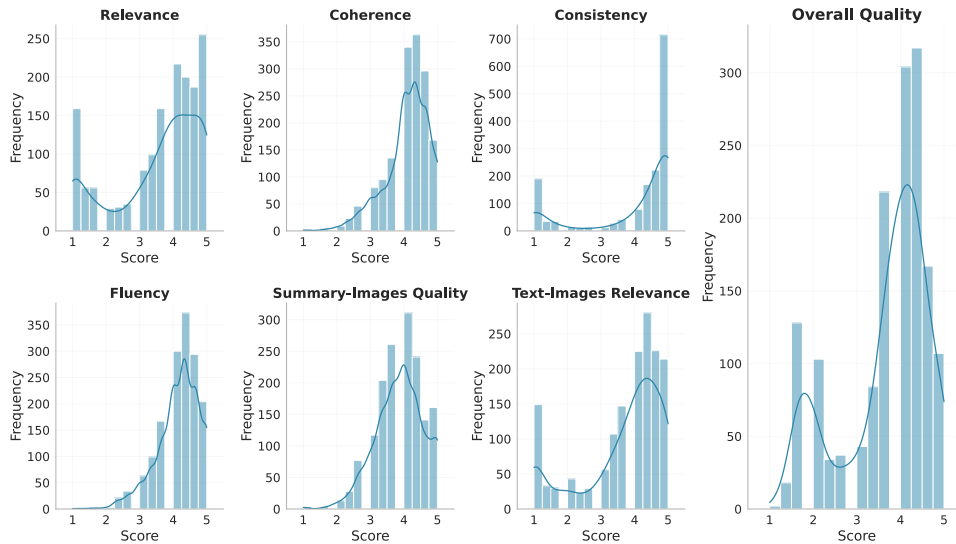 Relevance
Frequency
250
200
150
100
50
0
1 2 3 4 5
Score
Coherence
Frequency
350
300
250
200
150
100
50
0
1 2 3 4 5
Score
Consistency
Frequency
700
600
500
400
300
200
100
0
1 2 3 4 5
Score
Overall Quality
Frequency
300
250
200
150
100
50
0
1 2 3 4 5
Score
Fluency
Frequency
350
300
250
200
150
100
50
0
1 2 3 4 5
Score
Summary-Images Quality
Frequency
300
250
200
150
100
50
0
1 2 3 4 5
Score
Text-Images Relevance
Frequency
250
200
150
100
50
0
1 2 3 4 5
Score